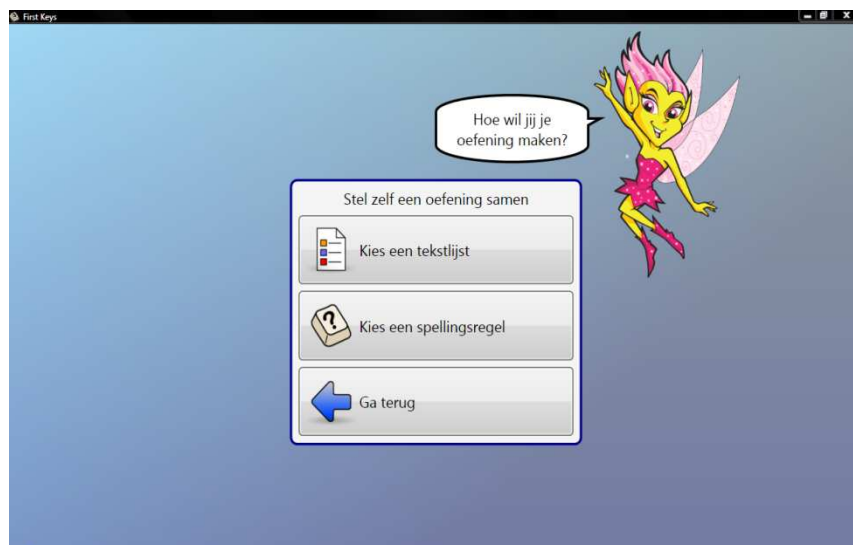 First Keys
Hoe wil jij je
oefening maken?
Stel zelf een oefening samen
Kies een tekstlijst
?
Kies een spellingsregel
Ga terug